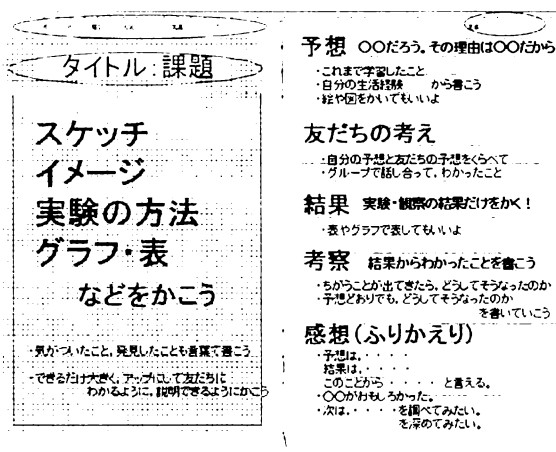 タイトル：課題
スケッチ
イメージ
実験の方法
グラフ・表
などをかこう
・気がついたこと，発見したことも言葉で書こう
・できるだけ大きく，アップにして友だちに
わかるように，説明できるようにかこう
予想 ○○だろう。その理由は○○だから
・これまで学習したこと
・自分の生活経験 から書こう
・絵や図をかいてもいいよ
友だちの考え
・自分の予想と友だちの予想をくらべて
・グループで話し合って，わかったこと
結果 実験・観察の結果だけをかく！
・表やグラフで表してもいいよ
考察 結果からわかったことを書こう
・ちがうことが出てきたら，どうしてそうなったのか
・予想どおりでも，どうしてそうなったのか
を書いていこう
感想（ふりかえり）
・予想は，・・・・
結果は，・・・・
このことから・・・・と言える。
・○○がおもしろかった。
・次は，・・・・を調べてみたい。
を深めてみたい。